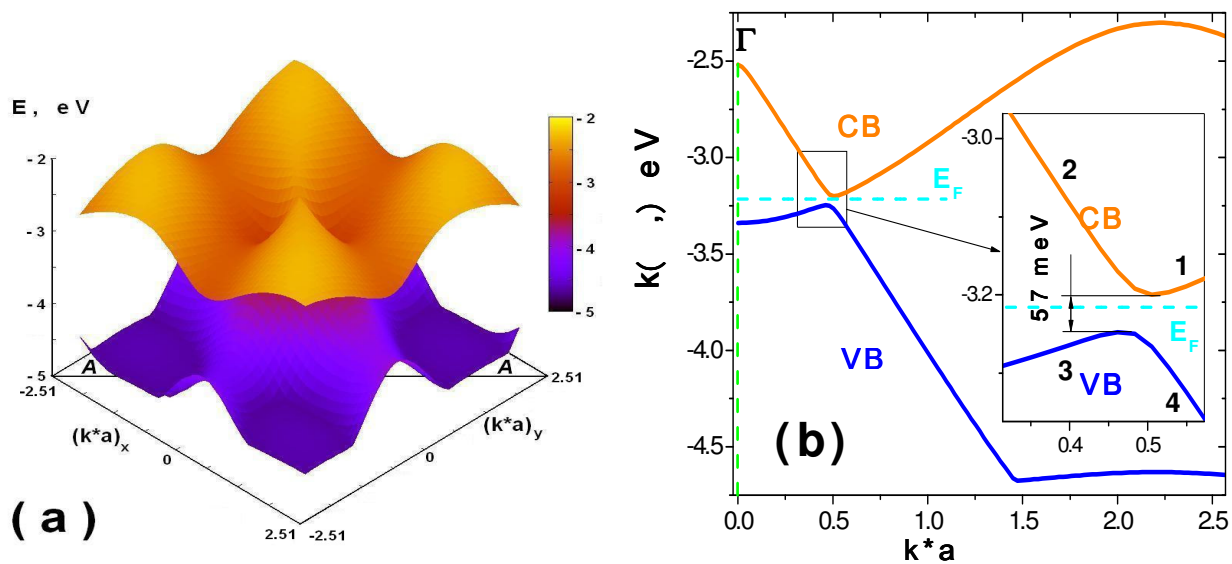 E , eV
- 2
- 3
- 4
- 5
- 2
- 3
- 4
- 5
A
A
-2.51
(k*a)x
0
2.51
-2.51
0
(k*a)y
2.51
(a)
k( ,) eV
-2.5
-3.0
-3.5
-4.0
-4.5
Γ
CB
EF
VB
(b)
0.0
0.5
1.0
1.5
2.0
2.5
k*a
-3.0
-3.2
2
CB
1
57 meV
EF
3
VB
4
0.4
0.5